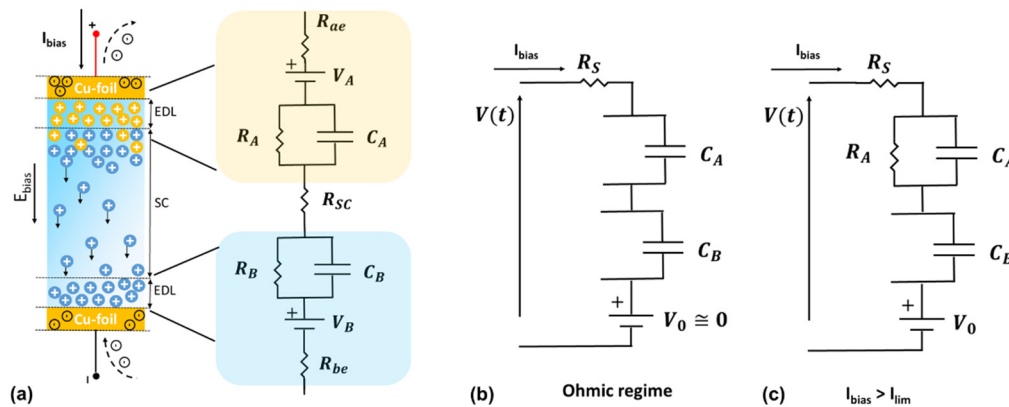 I_bias
+
Cu-foil
EDL
E_bias
SC
EDL
Cu-foil
I
(a)
R_ae
+
V_A
R_A
C_A
R_SC
R_B
C_B
+
V_B
R_be
I_bias
R_S
V(t)
C_A
C_B
+
V_0 ≅ 0
(b)
Ohmic regime
I_bias
R_S
V(t)
R_A
C_A
C_B
+
V_0
(c)
I_bias > I_lim